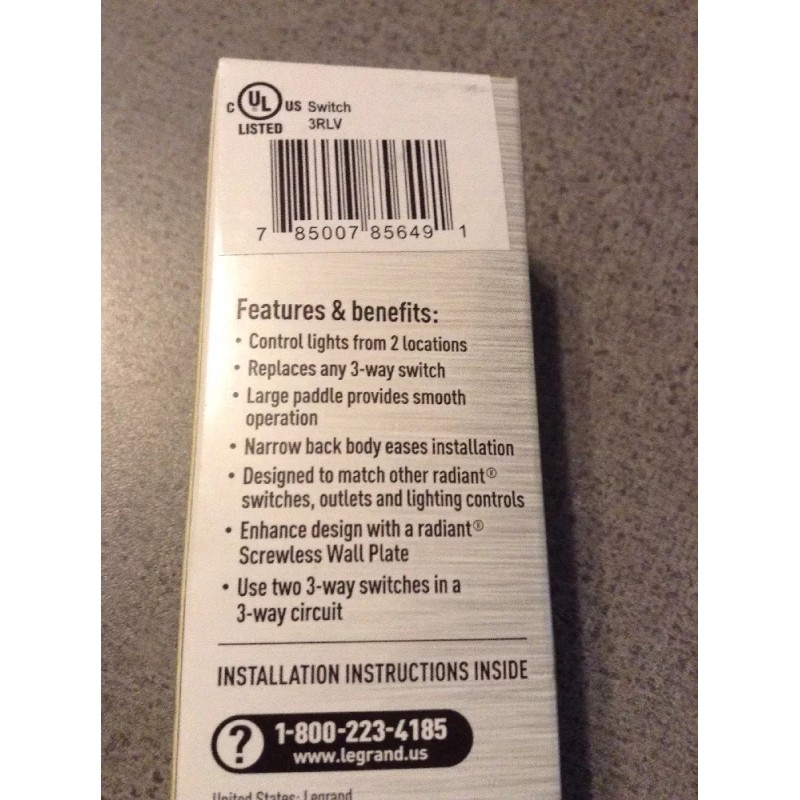 C UL US Switch
LISTED 3RLV
7 85007 85649 1
Features & benefits:
• Control lights from 2 locations
• Replaces any 3-way switch
• Large paddle provides smooth
operation
• Narrow back body eases installation
• Designed to match other radiant®
switches, outlets and lighting controls
• Enhance design with a radiant®
Screwless Wall Plate
• Use two 3-way switches in a
3-way circuit
INSTALLATION INSTRUCTIONS INSIDE
? 1-800-223-4185
www.legrand.us
United States: Legrand